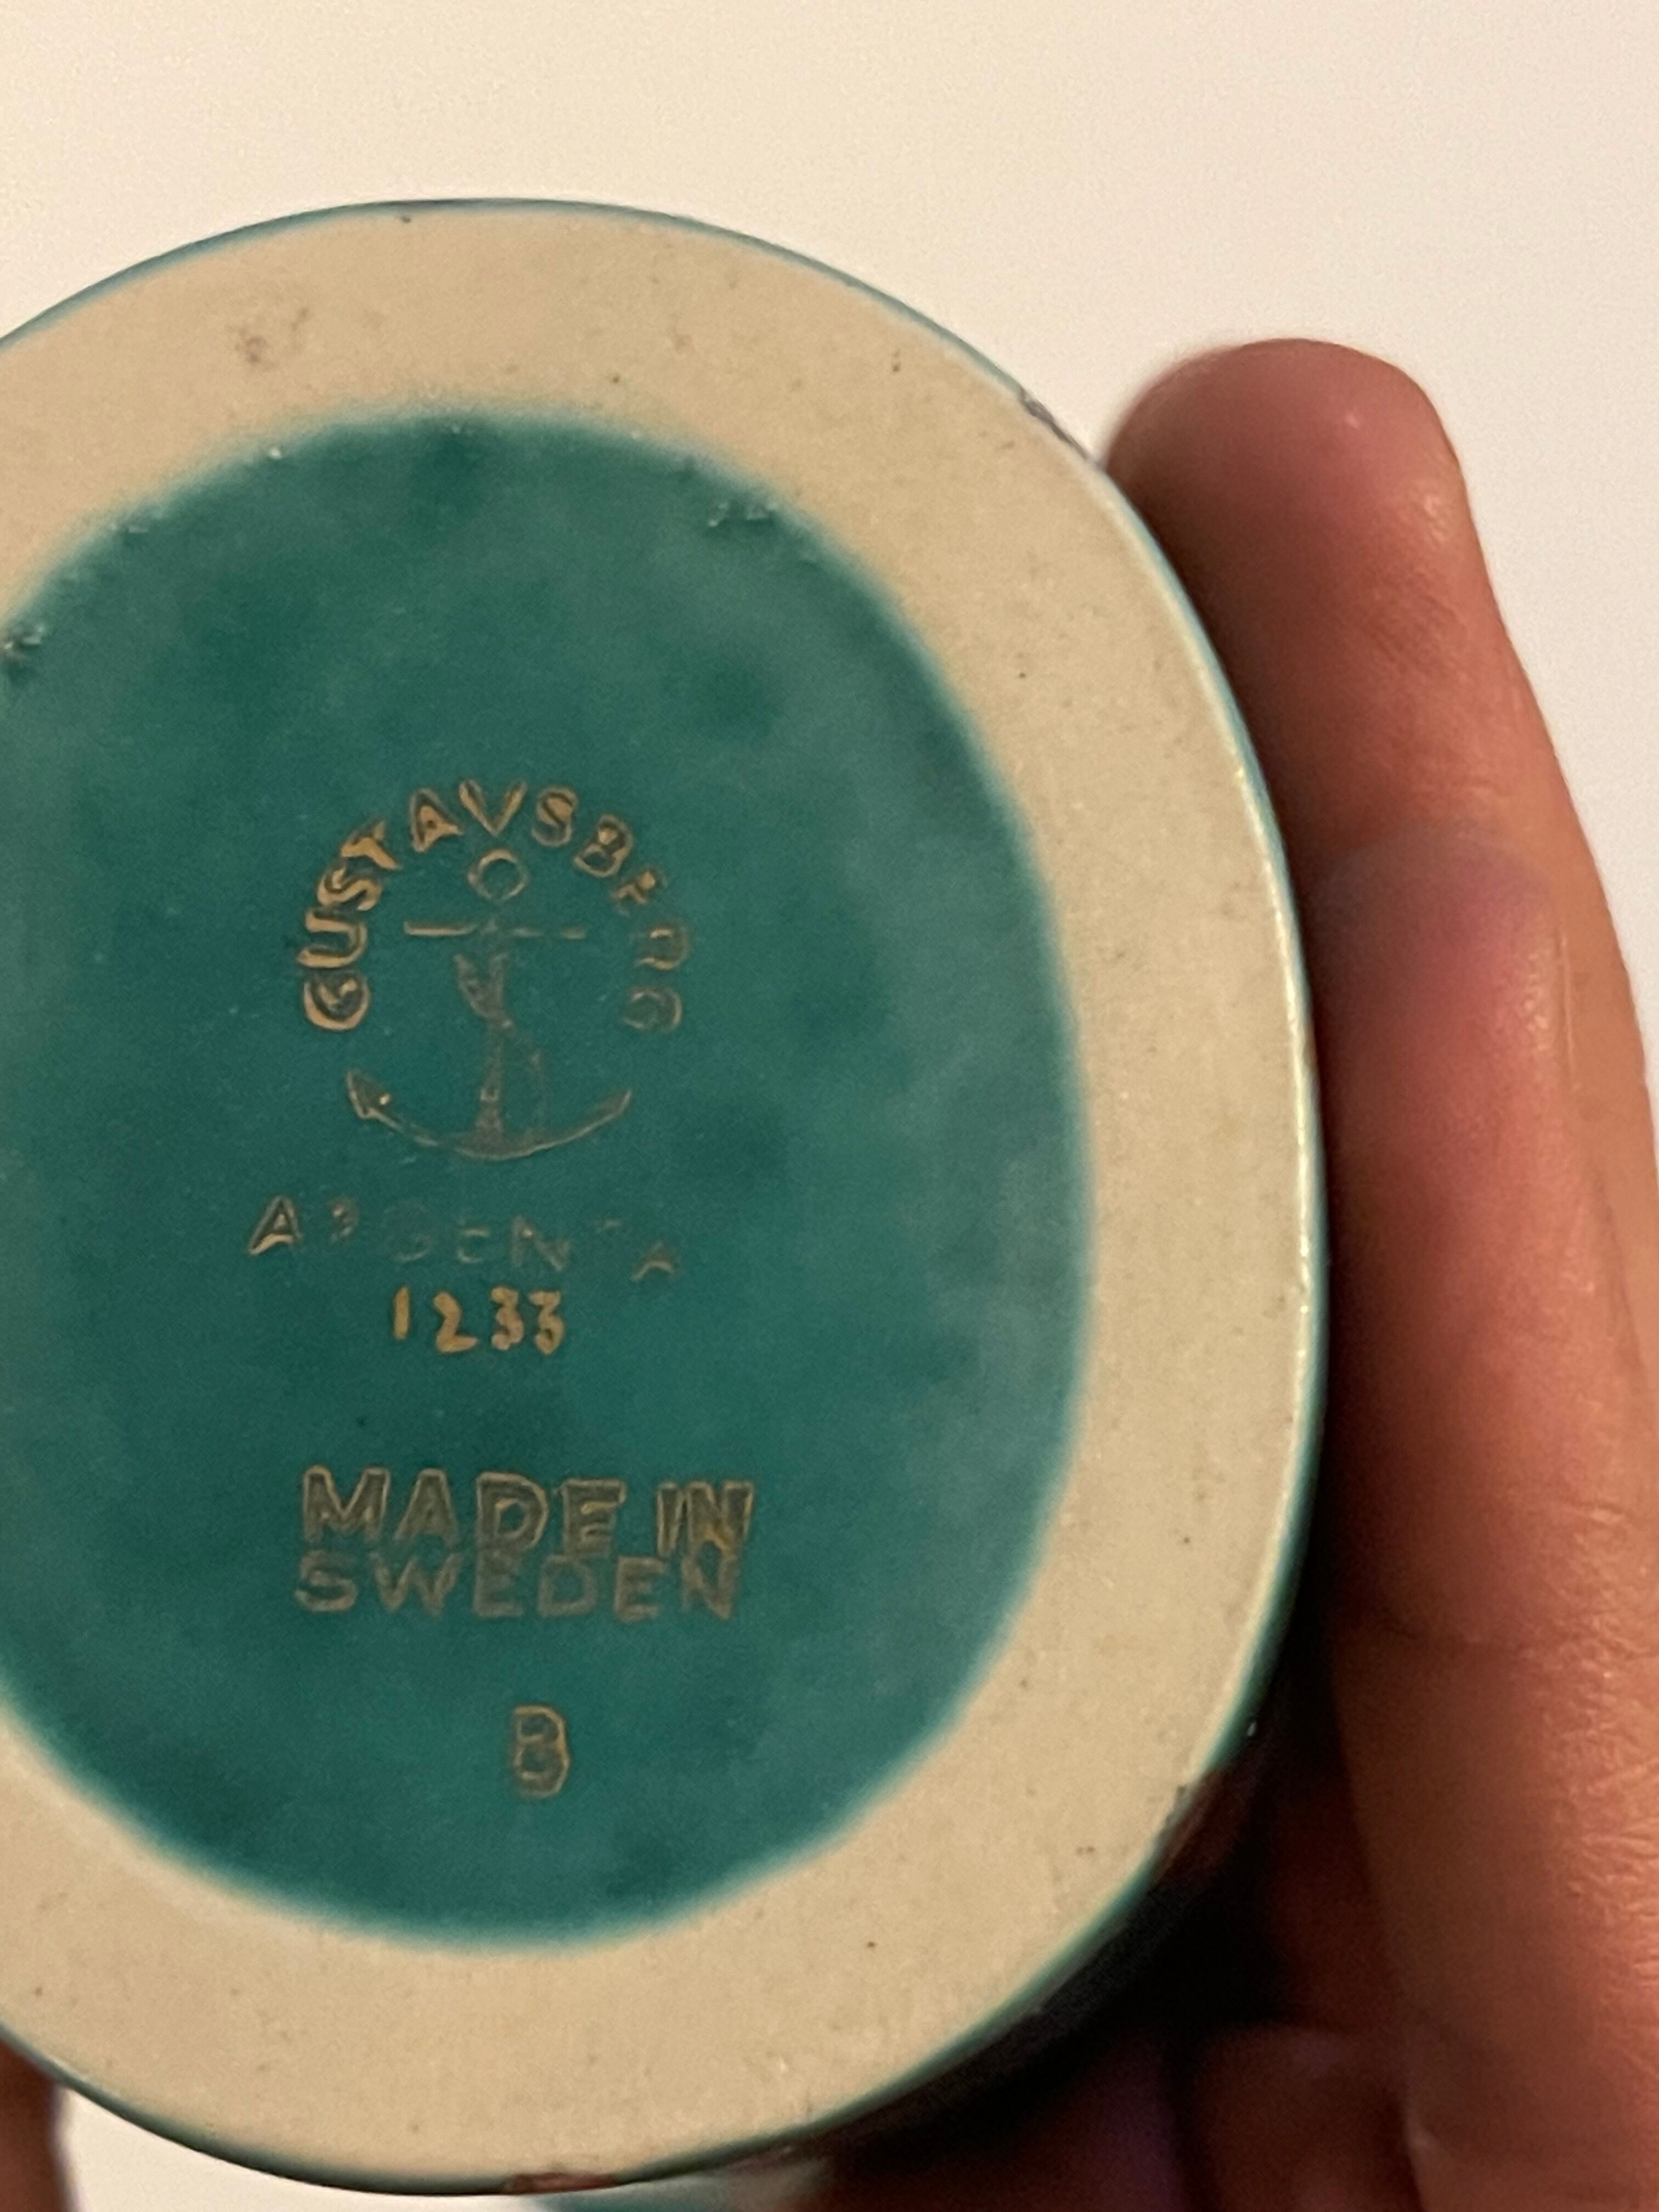 GUSTAVSBERG
ARGENTA
1233
MADE IN
SWEDEN
B